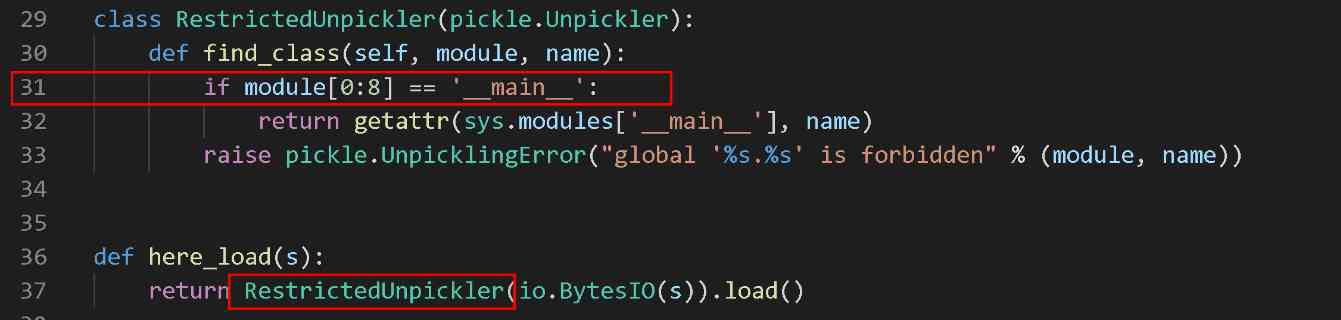 29 class RestrictedUnpickler(pickle.Unpickler):
30 def find_class(self, module, name):
31 if module[0:8] == '__main__':
32 return getattr(sys.modules['__main__'], name)
33 raise pickle.UnpicklingError("global '%s.%s' is forbidden" % (module, name))
34
35
36 def here_load(s):
37 return RestrictedUnpickler(io.BytesIO(s)).load()